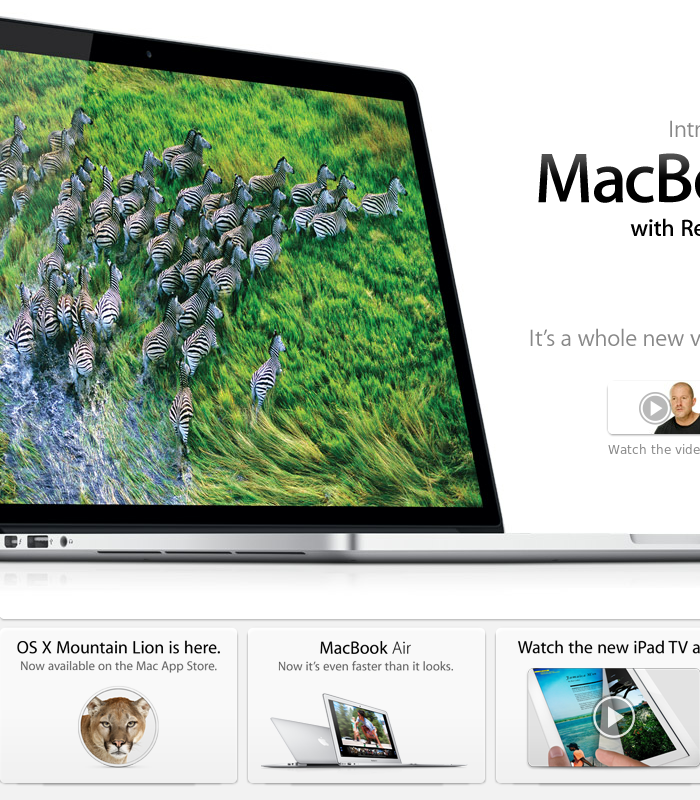 Intr
MacBo
with Re
It's a whole new v
Watch the vide
OS X Mountain Lion is here.
Now available on the Mac App Store.
MacBook Air
Now it's even faster than it looks.
Watch the new iPad TV a